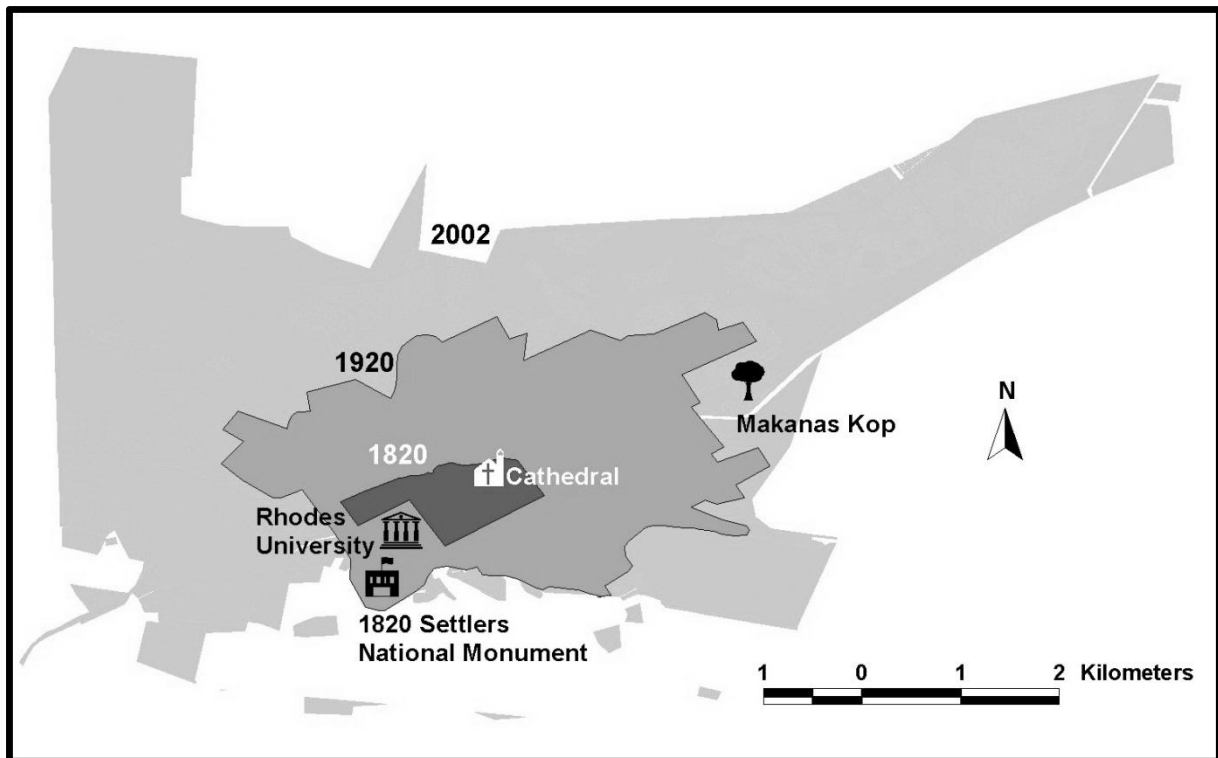 2002
1920
1820
Cathedral
Makanas Kop
N
Rhodes
University
1820 Settlers
National Monument
1 0 1 2 Kilometers